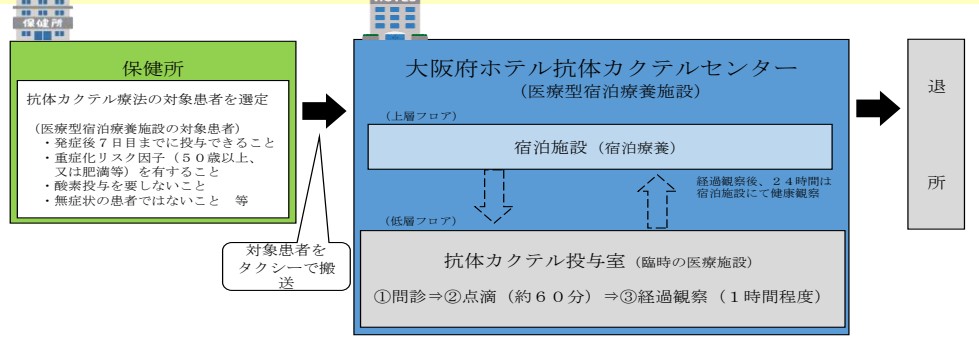 保健所
保健所
抗体カクテル療法の対象患者を選定
(医療型宿泊療養施設の対象患者)
・発症後7日目までに投与できること
・重症化リスク因子(50歳以上、
又は肥満等)を有すること
・酸素投与を要しないこと
・無症状の患者ではないこと 等
対象患者を
タクシーで搬
送
大阪府ホテル抗体カクテルセンター
(医療型宿泊療養施設)
(上層フロア)
宿泊施設(宿泊療養)
経過観察後、24時間は
宿泊施設にて健康観察
(低層フロア)
抗体カクテル投与室(臨時の医療施設)
①問診⇒②点滴(約60分)⇒③経過観察(1時間程度)
退
所